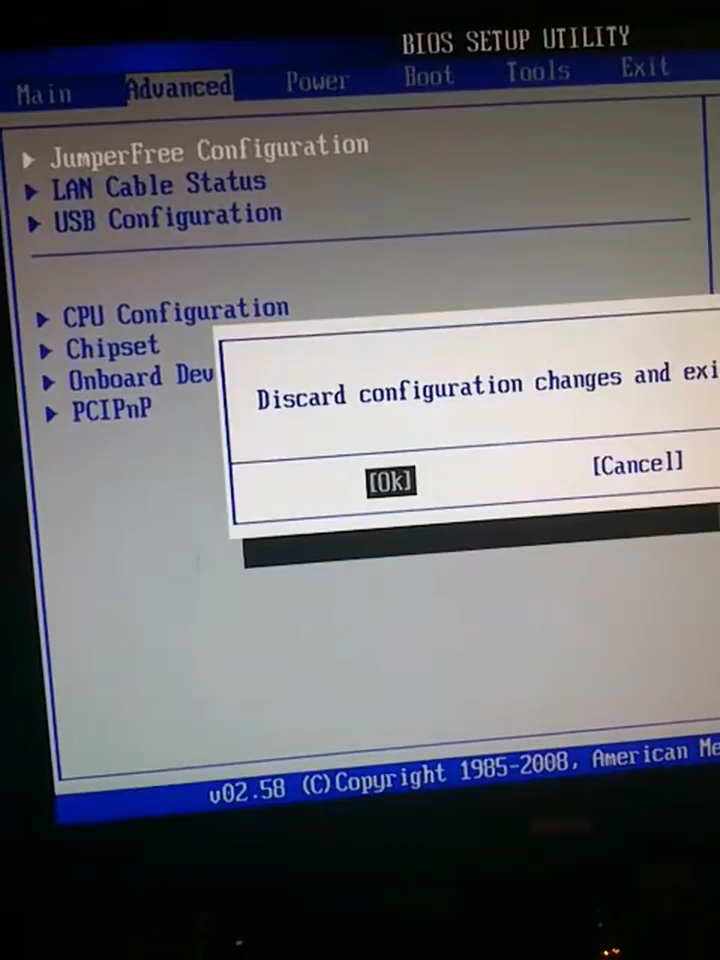 BIOS SETUP UTILITY
Main Advanced Power Boot Tools Exit
JumperFree Configuration
LAN Cable Status
USB Configuration
CPU Configuration
Chipset
Onboard Dev
PCIPnP
Discard configuration changes and exi
[Ok] [Cancel]
v02.58 (C)Copyright 1985-2008, American Me